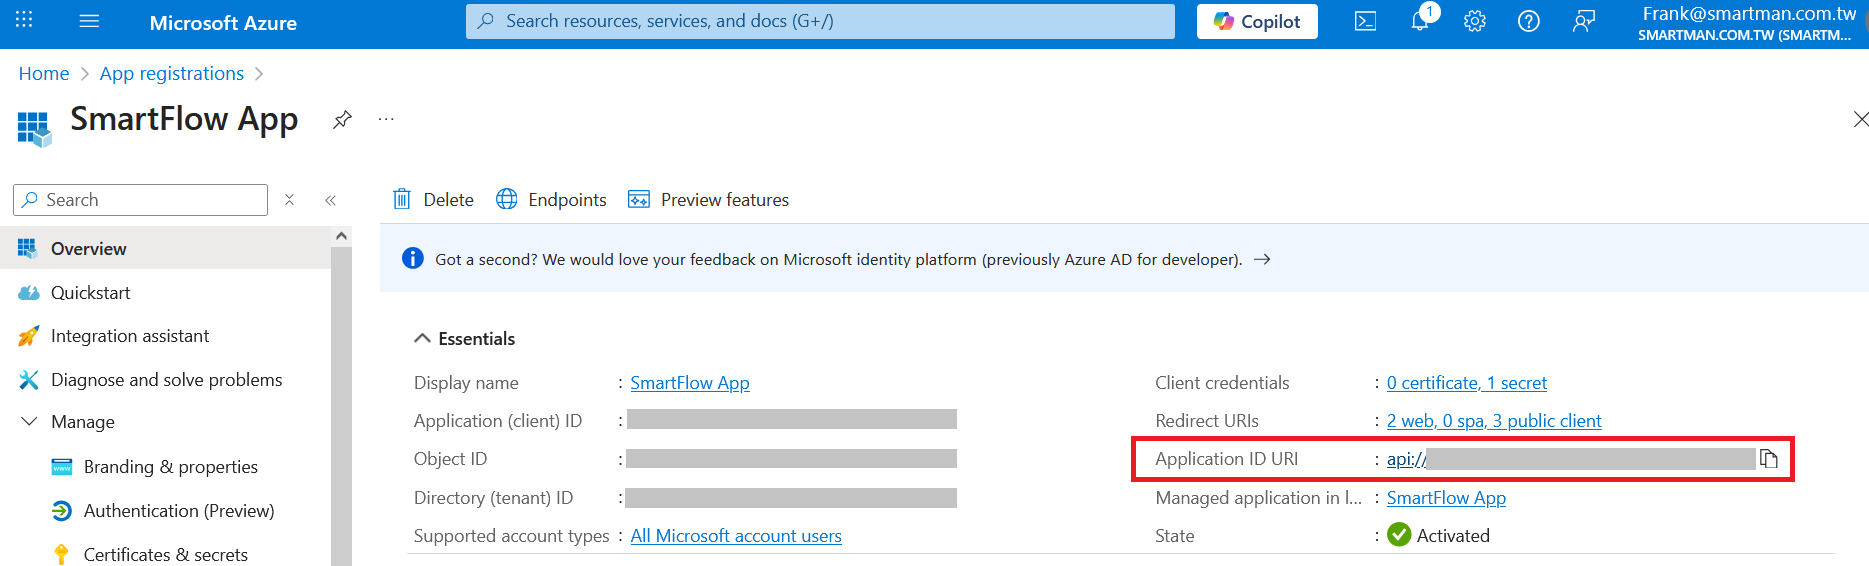 Microsoft Azure
Search resources, services, and docs (G+/)
Copilot
1
Frank@smartman.com.tw
SMARTMAN.COM.TW (SMARTM...
Home > App registrations >
SmartFlow App
...
Search
Delete
Endpoints
Preview features
Overview
Got a second? We would love your feedback on Microsoft identity platform (previously Azure AD for developer). →
Quickstart
Integration assistant
Diagnose and solve problems
Manage
Branding & properties
Authentication (Preview)
Certificates & secrets
Essentials
Display name : SmartFlow App
Application (client) ID :
Object ID :
Directory (tenant) ID :
Supported account types : All Microsoft account users
Client credentials : 0 certificate, 1 secret
Redirect URIs : 2 web, 0 spa, 3 public client
Application ID URI : api://
Managed application in l... : SmartFlow App
State : Activated